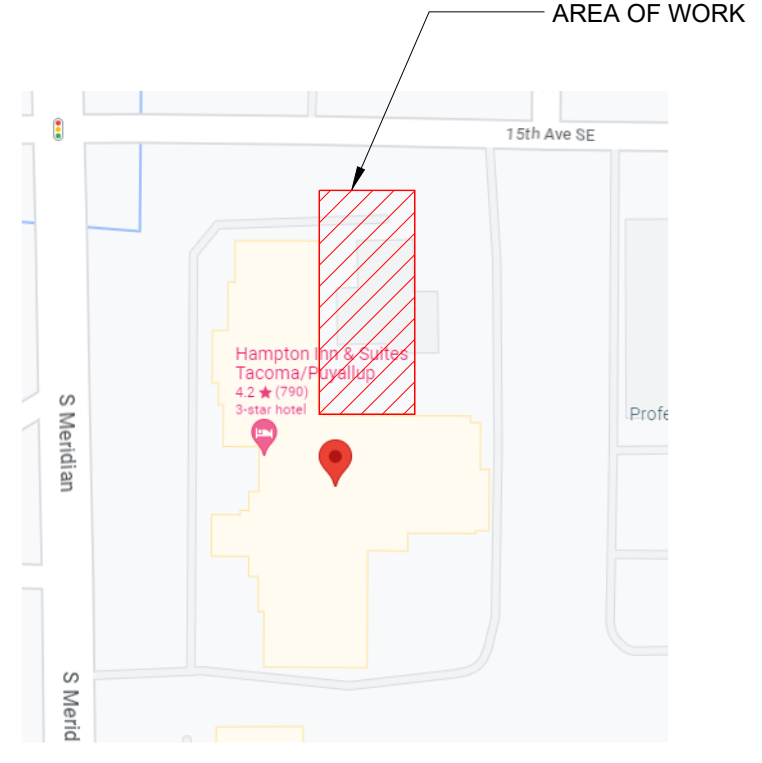 AREA OF WORK
15th Ave SE
Hampton Inn & Suites
Tacoma/Puyallup
4.2 ★ (790)
3-star hotel
Profe
S Meridian
S Merid